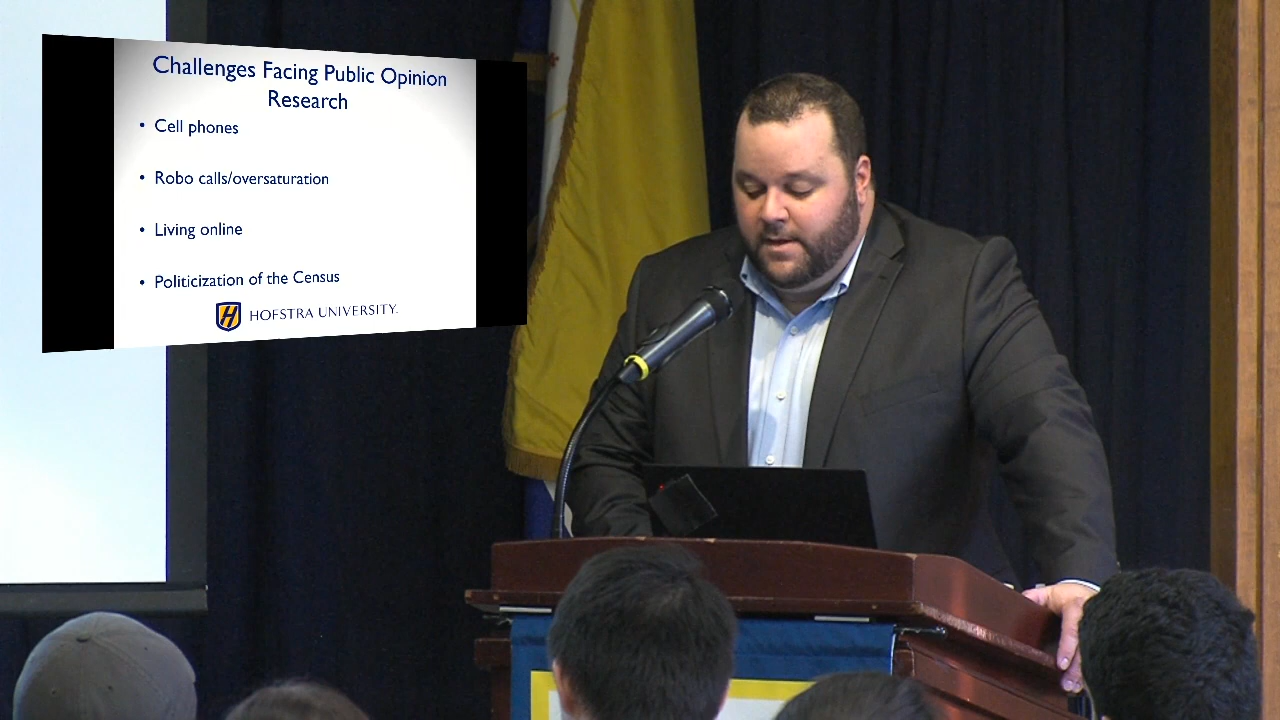 Challenges Facing Public Opinion
Research
• Cell phones
• Robo calls/oversaturation
• Living online
• Politicization of the Census
H HOFSTRA UNIVERSITY.